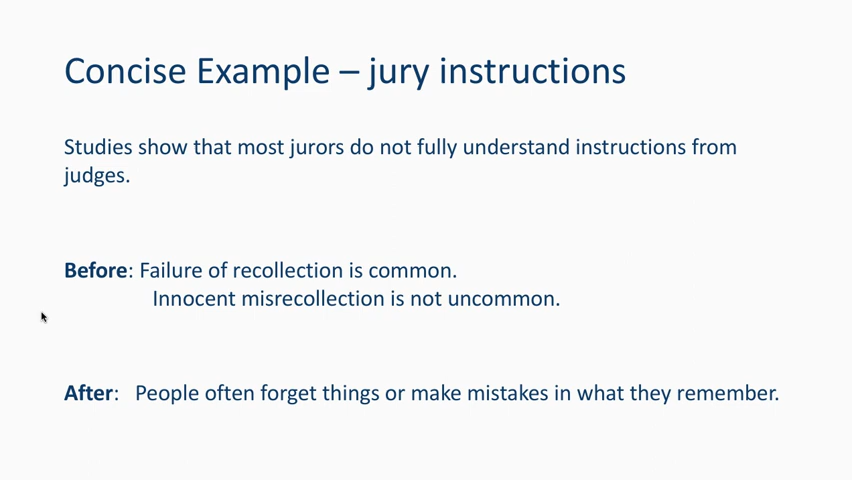 Concise Example – jury instructions
Studies show that most jurors do not fully understand instructions from
judges.
Before: Failure of recollection is common.
Innocent misrecollection is not uncommon.
After: People often forget things or make mistakes in what they remember.